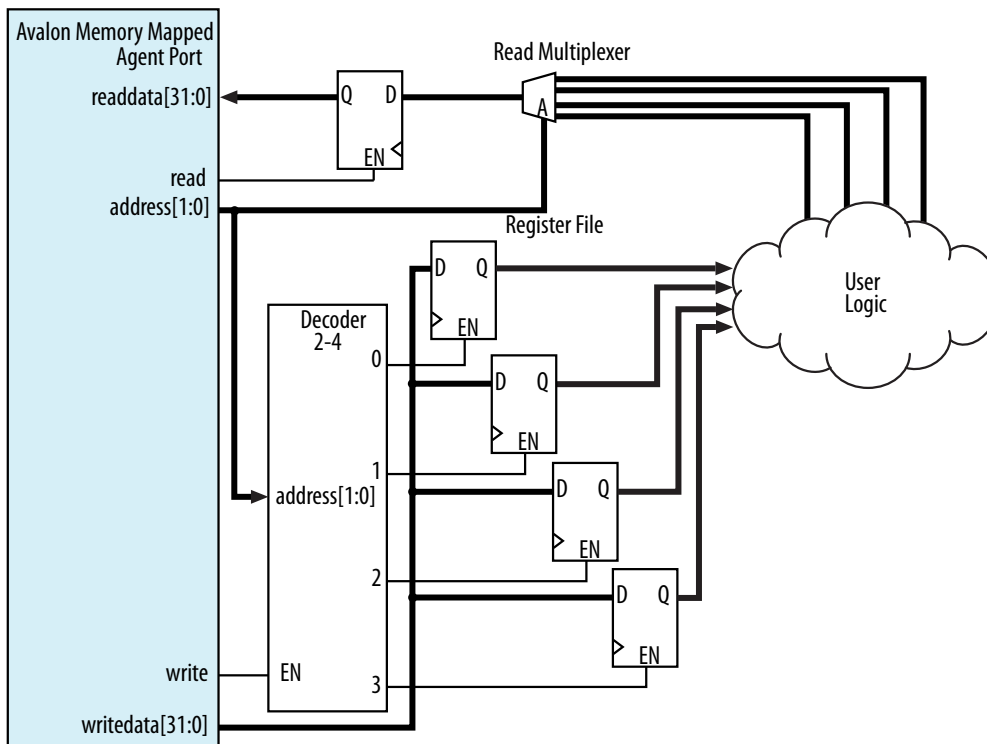 Avalon Memory Mapped
Agent Port
Read Multiplexer
readdata[31:0]
Q D
A
EN
read
address[1:0]
Register File
D Q
EN
User
Logic
Decoder
2-4
0
D Q
EN
1
address[1:0]
D Q
EN
2
D Q
EN
write
EN
3
writedata[31:0]